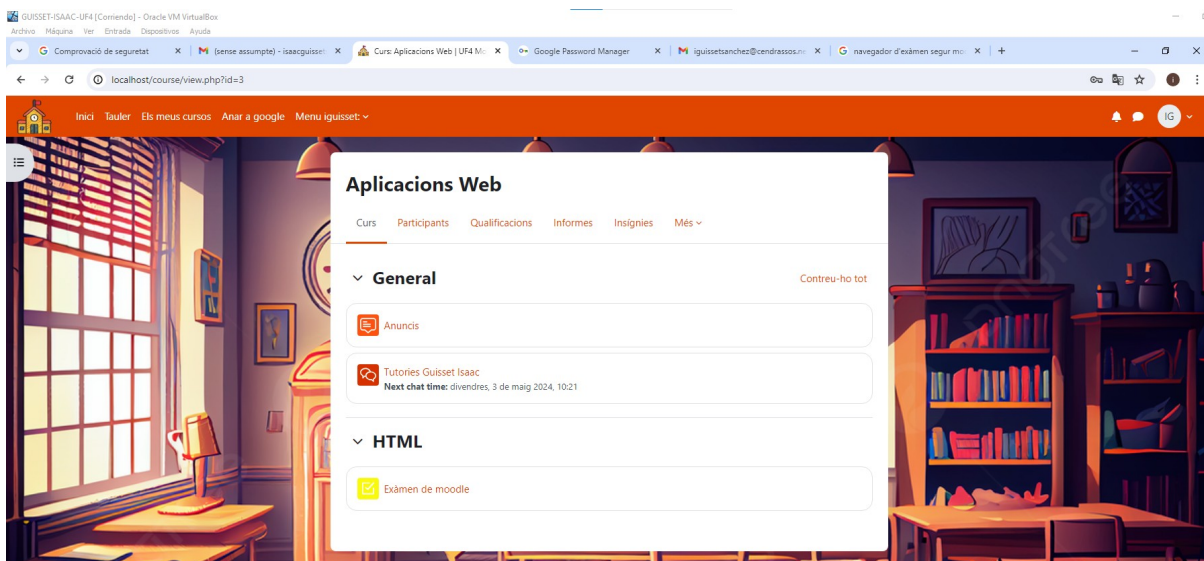 GUISSET-ISAAC-UF4 [Corriendo] - Oracle VM VirtualBox
Archivo Máquina Ver Entrada Dispositivos Ayuda
Comprovació de seguretat
(sense assumpte) - isaacguisset
Curs: Aplicacions Web | UF4 Mo
Google Password Manager
iguissetsanchez@cendrassos.ne
navegador d'exàmen segur mo
localhost/course/view.php?id=3
Inici Tauler Els meus cursos Anar a google Menu iguisset:
IG
Aplicacions Web
Curs Participants Qualificacions Informes Insígnies Més
General
Contreu-ho tot
Anuncis
Tutories Guisset Isaac
Next chat time: divendres, 3 de maig 2024, 10:21
HTML
Exàmen de moodle